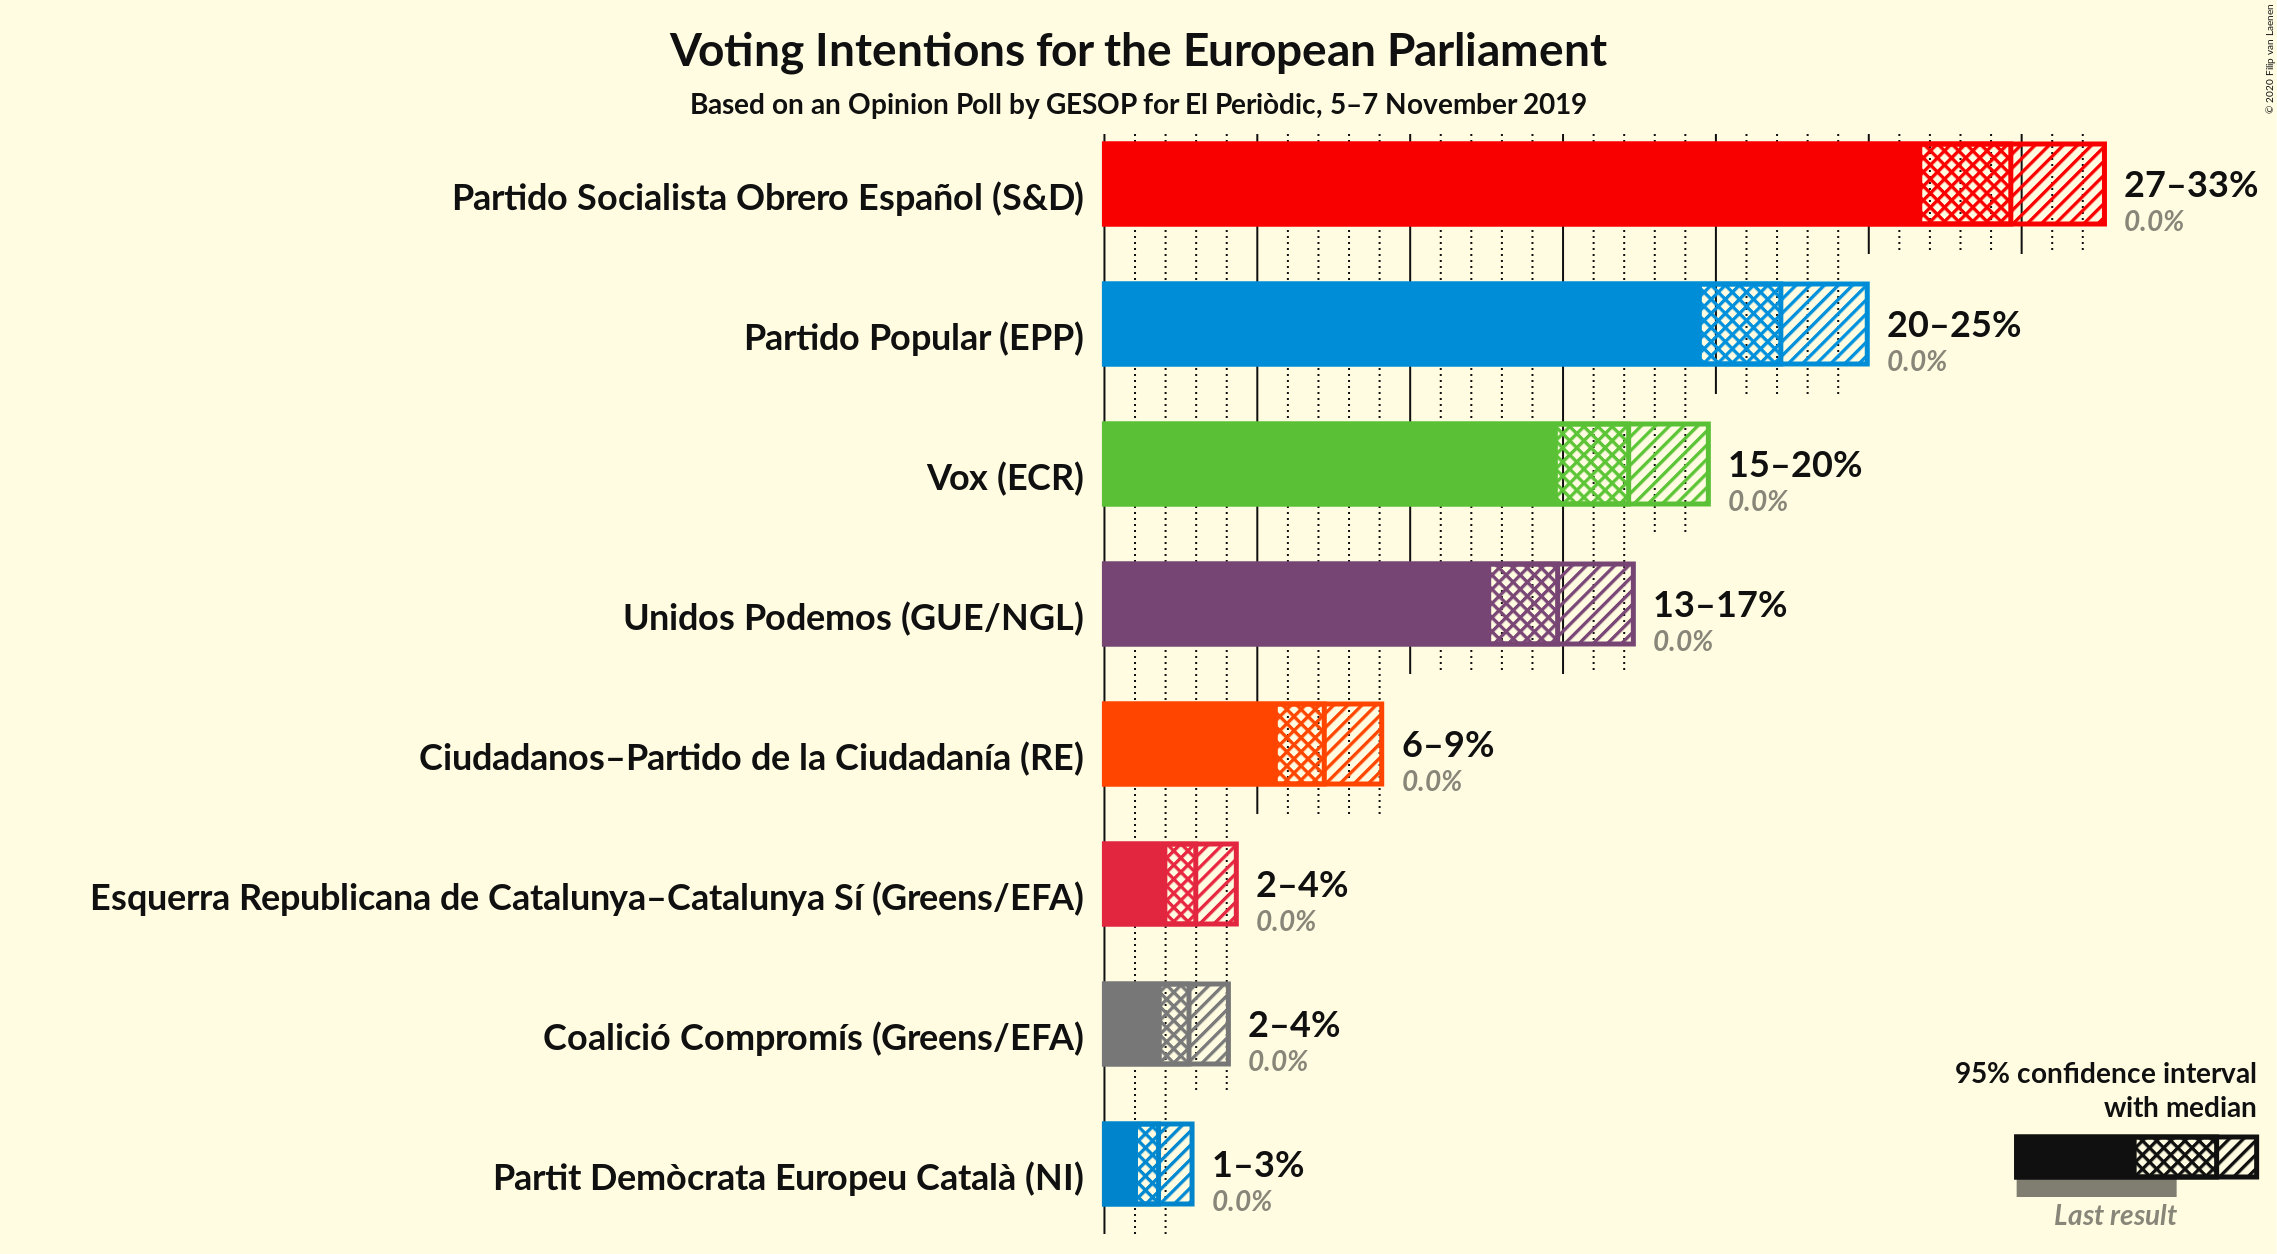 Voting Intentions for the European Parliament
Based on an Opinion Poll by GESOP for El Periòdic, 5–7 November 2019
© 2020 Filip van Laenen
Partido Socialista Obrero Español (S&D)
27–33%
0.0%
Partido Popular (EPP)
20–25%
0.0%
Vox (ECR)
15–20%
0.0%
Unidos Podemos (GUE/NGL)
13–17%
0.0%
Ciudadanos–Partido de la Ciudadanía (RE)
6–9%
0.0%
Esquerra Republicana de Catalunya–Catalunya Sí (Greens/EFA)
2–4%
0.0%
Coalició Compromís (Greens/EFA)
2–4%
0.0%
Partit Demòcrata Europeu Català (NI)
1–3%
0.0%
95% confidence interval
with median
Last result